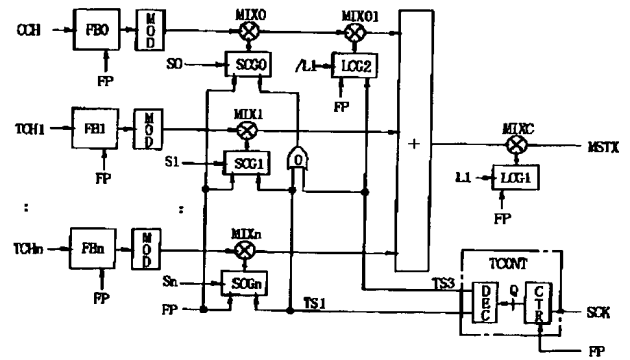 CCH FB0 MOD MIX0 MIX01
S0 SCG0 /L1 LCG2
FP FP
TCH1 FB1 MOD MIX1 + MIXC MSTX
S1 SCG1 0 L1 LCG1
FP FP
: :
TCHn FBn MOD MIXn TCONT
Sn SCGn TS3 DEC Q CTR SCK
FP FP TS1 FP